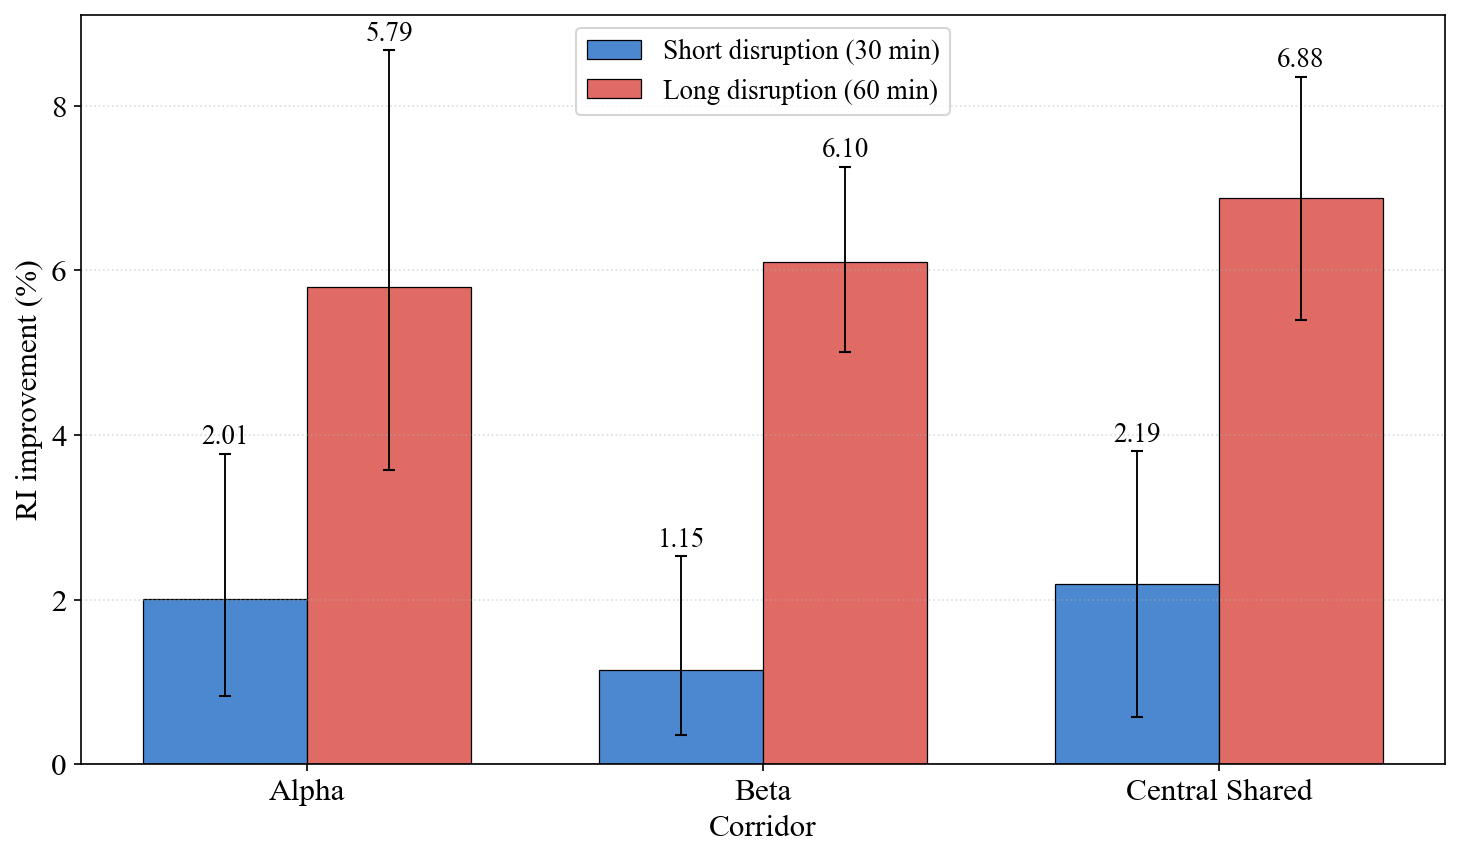 5.79
Short disruption (30 min)
Long disruption (60 min)
6.88
8
6.10
6
RI improvement (%)
2.01
4
2.19
1.15
2
0
Alpha
Beta
Central Shared
Corridor